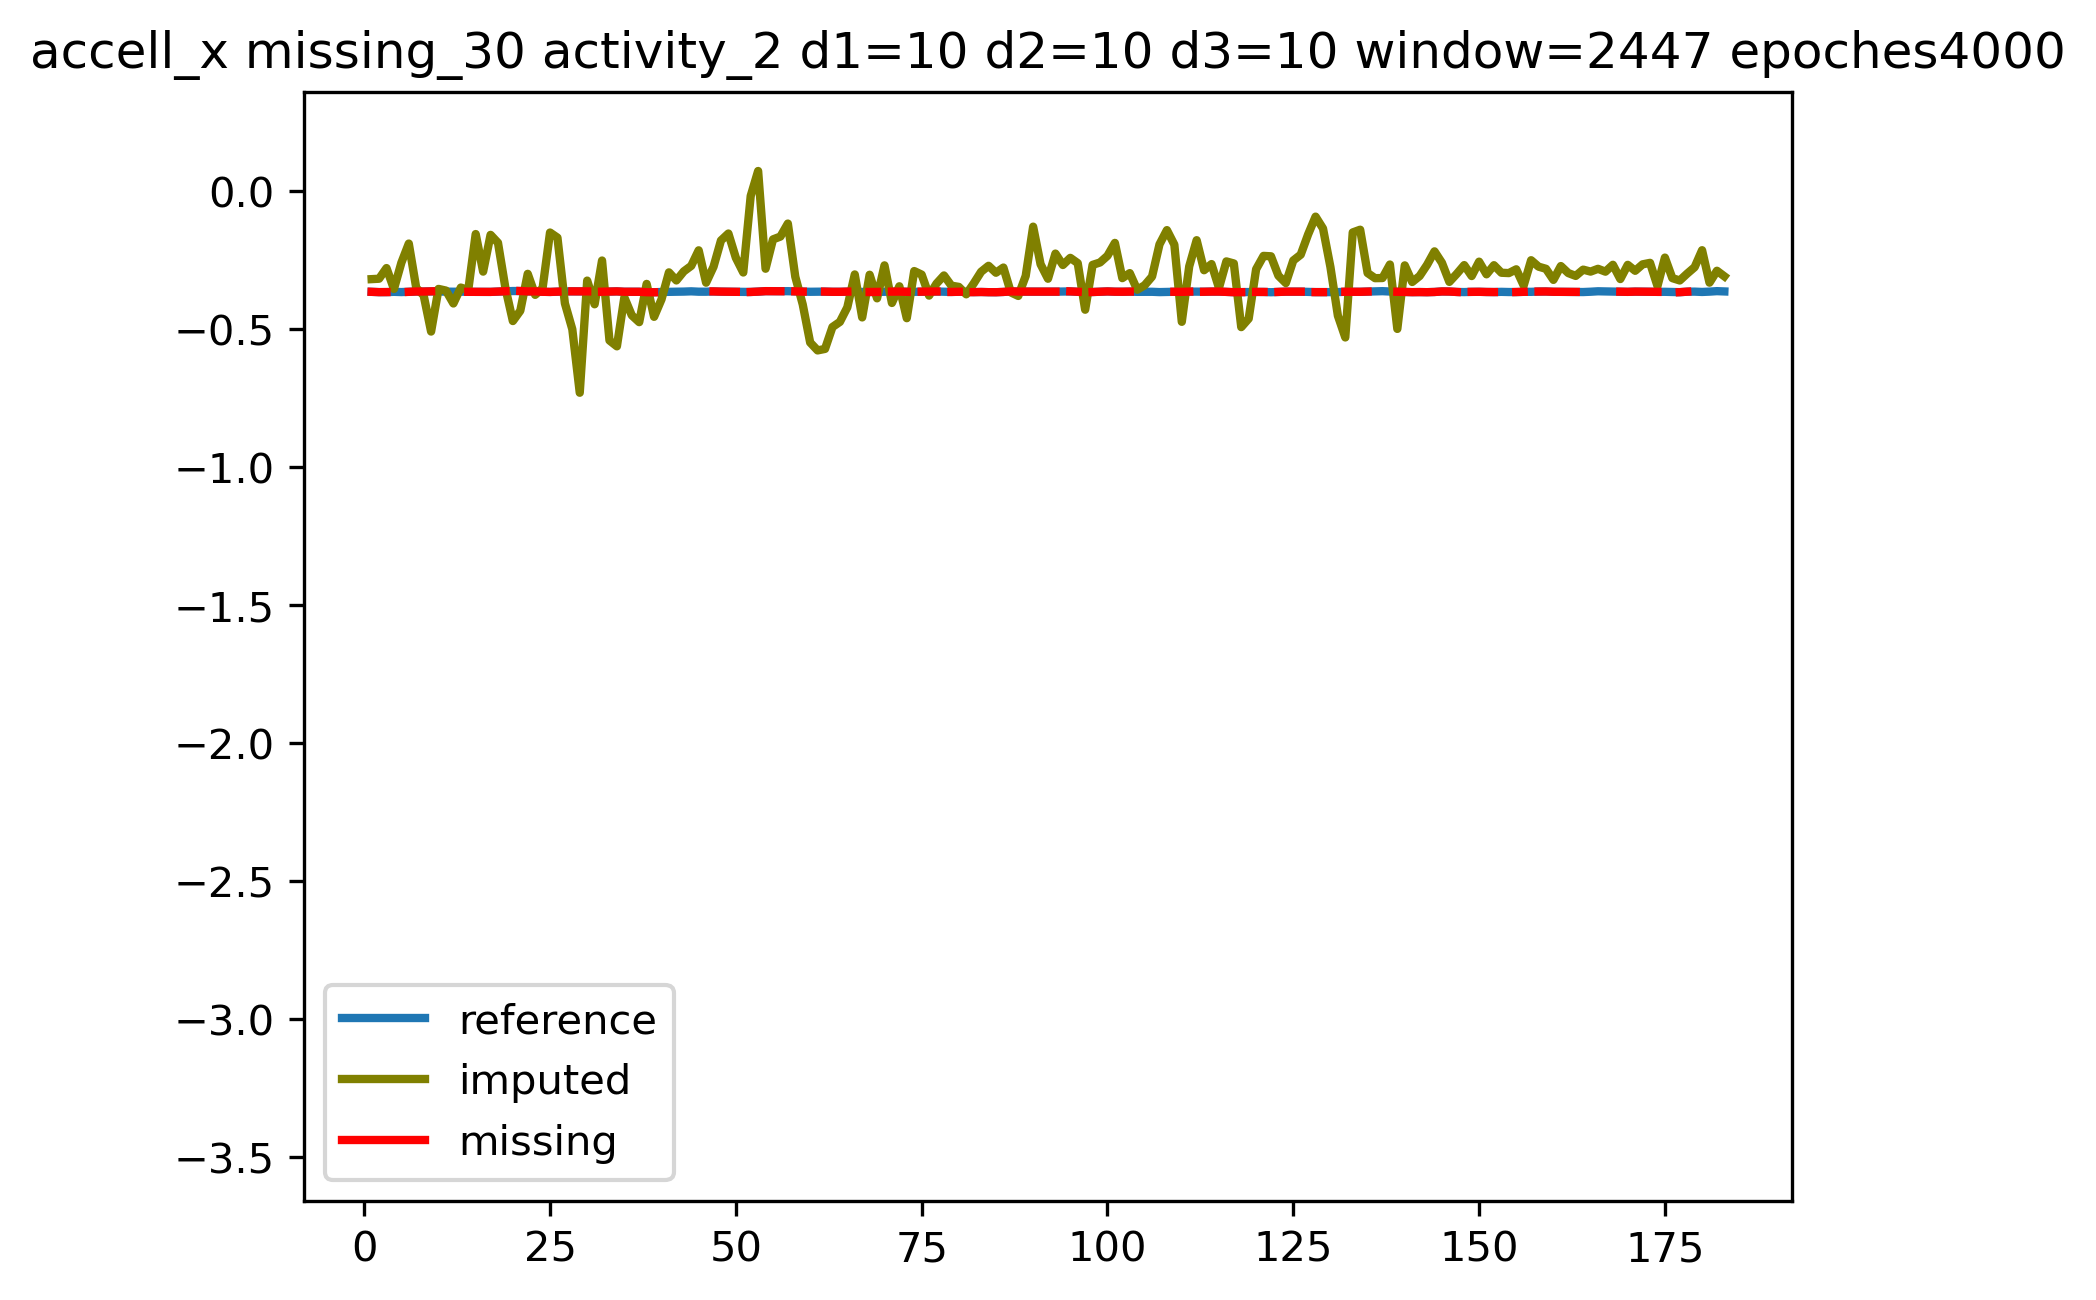 accell_x missing_30 activity_2 d1=10 d2=10 d3=10 window=2447 epoches4000
0.0
−0.5
−1.0
−1.5
−2.0
−2.5
−3.0
−3.5
reference
imputed
missing
0 25 50 75 100 125 150 175